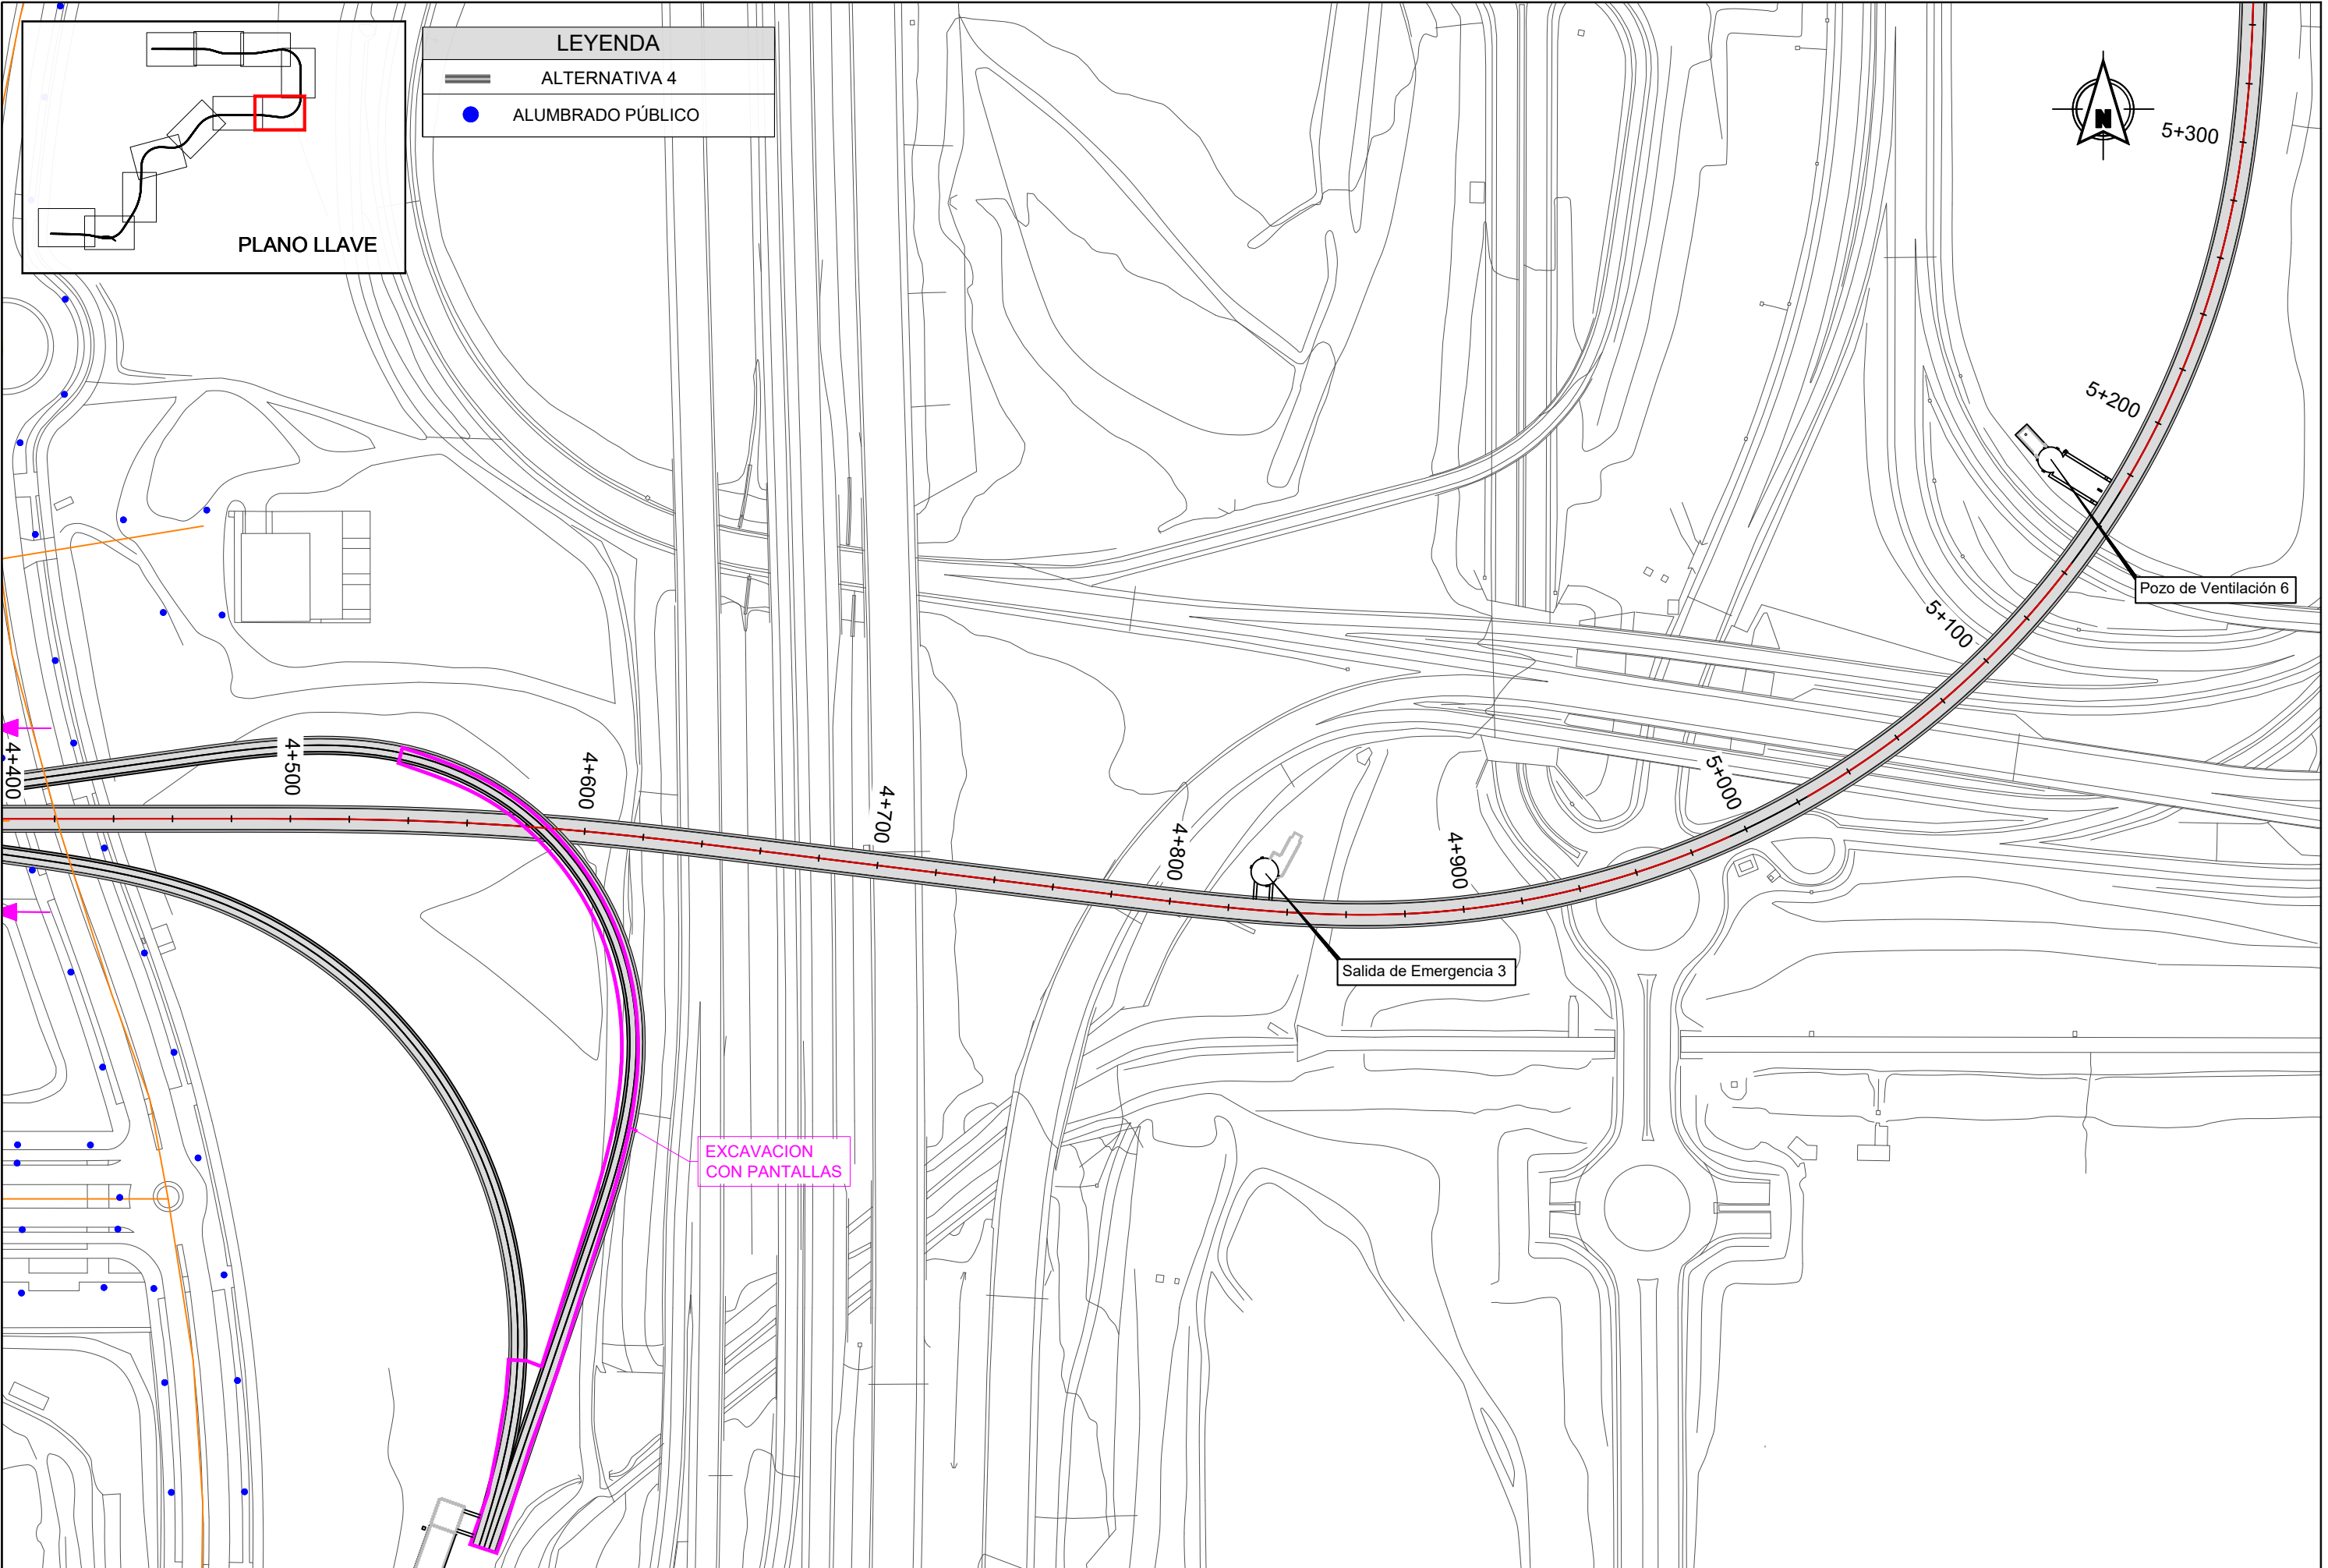 PLANO LLAVE
LEYENDA
ALTERNATIVA 4
ALUMBRADO PÚBLICO
N
5+300
5+200
Pozo de Ventilación 6
5+100
5+000
4+900
4+800
4+700
4+600
4+500
4+400
Salida de Emergencia 3
EXCAVACION
CON PANTALLAS